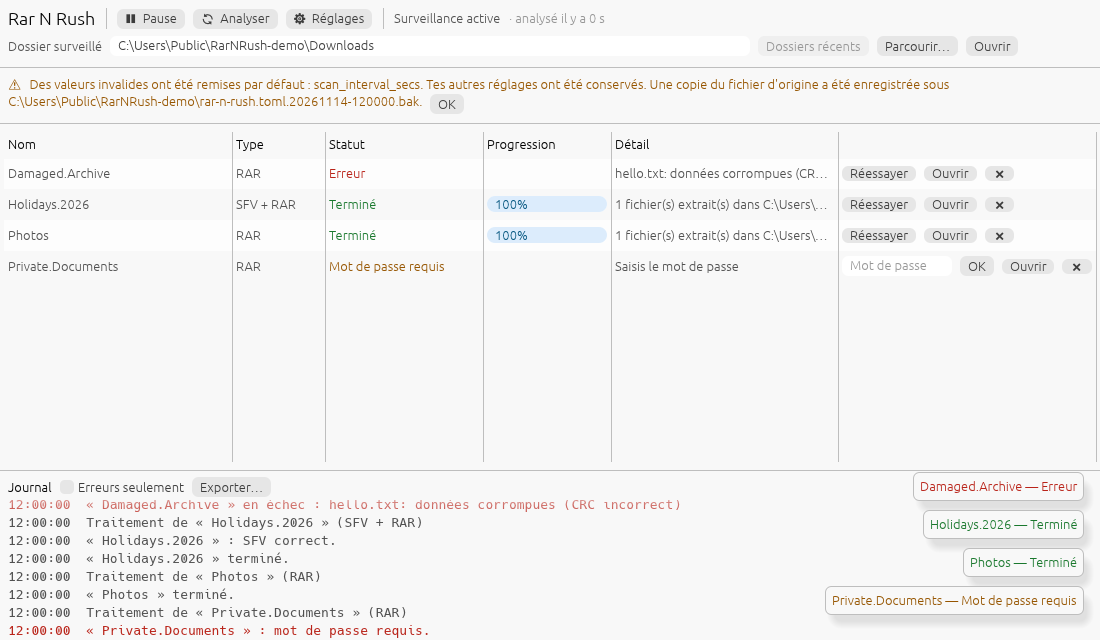 Rar N Rush Pause Analyser Réglages Surveillance active · analysé il y a 0 s
Dossier surveillé C:\Users\Public\RarNRush-demo\Downloads Dossiers récents Parcourir… Ouvrir
⚠ Des valeurs invalides ont été remises par défaut : scan_interval_secs. Tes autres réglages ont été conservés. Une copie du fichier d'origine a été enregistrée sous
C:\Users\Public\RarNRush-demo\rar-n-rush.toml.20261114-120000.bak. OK
Nom Type Statut Progression Détail
Damaged.Archive RAR Erreur hello.txt: données corrompues (CR… Réessayer Ouvrir ×
Holidays.2026 SFV + RAR Terminé 100% 1 fichier(s) extrait(s) dans C:\Users\… Réessayer Ouvrir ×
Photos RAR Terminé 100% 1 fichier(s) extrait(s) dans C:\Users\… Réessayer Ouvrir ×
Private.Documents RAR Mot de passe requis Saisis le mot de passe Mot de passe OK Ouvrir ×
Journal Erreurs seulement Exporter…
12:00:00 « Damaged.Archive » en échec : hello.txt: données corrompues (CRC incorrect)
12:00:00 Traitement de « Holidays.2026 » (SFV + RAR)
12:00:00 « Holidays.2026 » : SFV correct.
12:00:00 « Holidays.2026 » terminé.
12:00:00 Traitement de « Photos » (RAR)
12:00:00 « Photos » terminé.
12:00:00 Traitement de « Private.Documents » (RAR)
12:00:00 « Private.Documents » : mot de passe requis.
Damaged.Archive — Erreur
Holidays.2026 — Terminé
Photos — Terminé
Private.Documents — Mot de passe requis